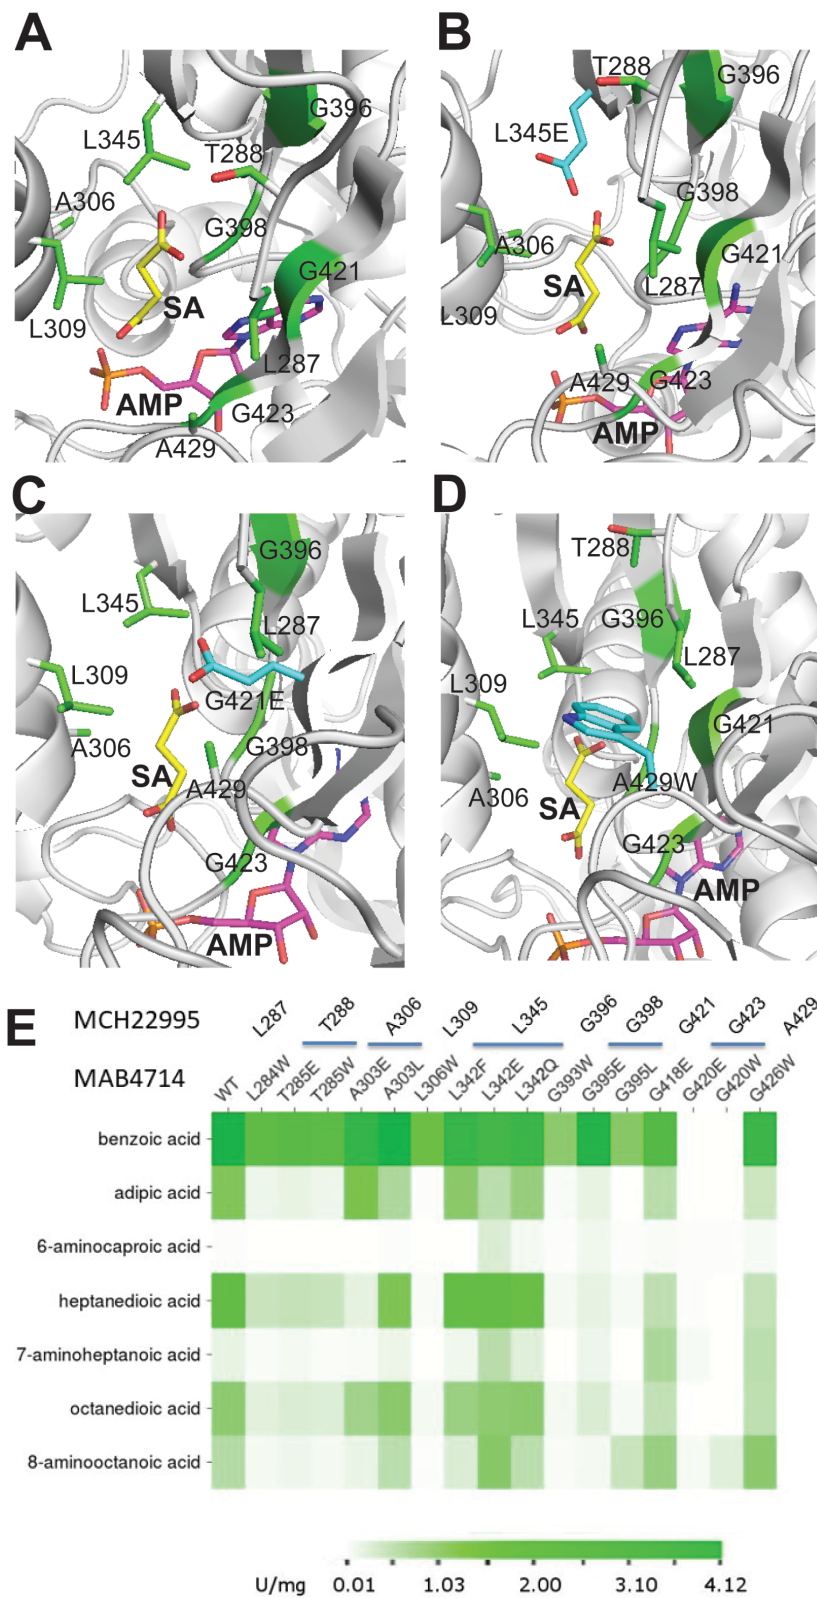 A
L345
G396
T288
A306
G398
SA
G421
L309
L287
AMP
G423
A429
B
T288
G396
L345E
G398
A306
G421
SA
L287
L309
A429
G423
AMP
C
G396
L345
L287
L309
G421E
A306
G398
SA
A429
G423
AMP
D
T288
L345
G396
L287
L309
G421
A306
SA
A429W
G423
AMP
E
MCH22995
L287
T288
A306
L309
L345
G396
G398
G421
G423
A429
MAB4714
WT
L284W
T285E
T285W
A303E
A303L
L306W
L342F
L342E
L342Q
G393W
G395E
G395L
G418E
G420E
G420W
G426W
benzoic acid
adipic acid
6-aminocaproic acid
heptanedioic acid
7-aminoheptanoic acid
octanedioic acid
8-aminooctanoic acid
U/mg 0.01 1.03 2.00 3.10 4.12